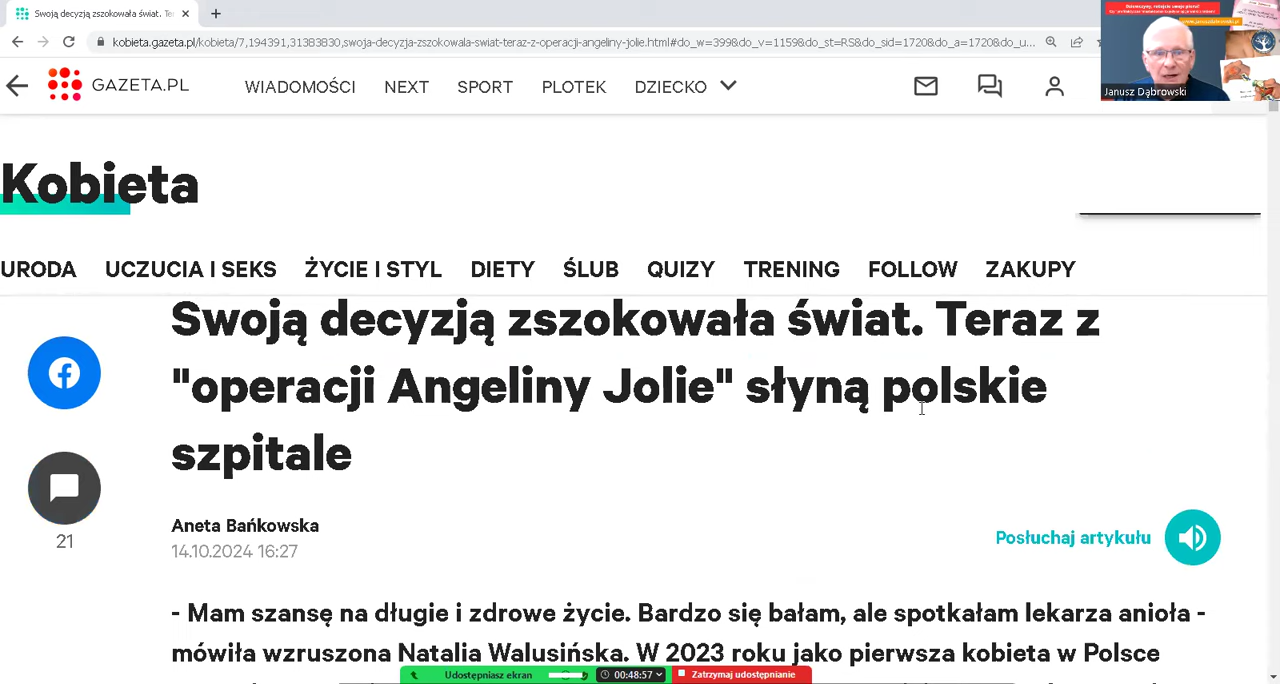 Swoją decyzją zszokowała świat. Te
kobieta.gazeta.pl/kobieta/7,194391,31383830,swoja-decyzja-zszokowala-swiat-teraz-z-operacji-angeliny-jolie.html#do_w=399&do_v=1159&do_st=RS&do_sid=1720&do_a=1720&do_u...
GAZETA.PL WIADOMOŚCI NEXT SPORT PLOTEK DZIECKO
Janusz Dąbrowski
Kobieta
URODA UCZUCIA I SEKS ŻYCIE I STYL DIETY ŚLUB QUIZY TRENING FOLLOW ZAKUPY
Swoją decyzją zszokowała świat. Teraz z
"operacji Angeliny Jolie" słyną polskie
szpitale
Aneta Bańkowska
14.10.2024 16:27
21
Posłuchaj artykułu
- Mam szansę na długie i zdrowe życie. Bardzo się bałam, ale spotkałam lekarza anioła -
mówiła wzruszona Natalia Walusińska. W 2023 roku jako pierwsza kobieta w Polsce
Udostępniasz ekran 00:48:57 Zatrzymaj udostępnianie